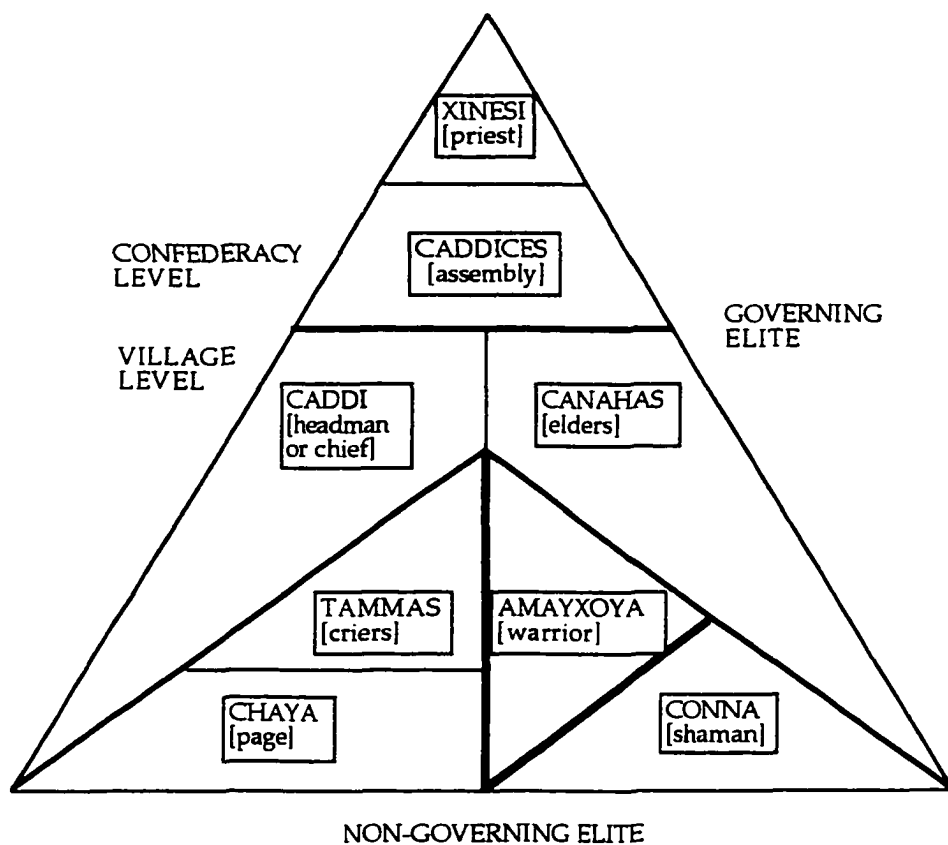 XINESI
[priest]
CONFEDERACY
LEVEL
CADDICES
[assembly]
GOVERNING
ELITE
VILLAGE
LEVEL
CADDI
[headman
or chief]
CANAHAS
[elders]
TAMMAS
[criers]
AMAYXOYA
[warrior]
CHAYA
[page]
CONNA
[shaman]
NON-GOVERNING ELITE